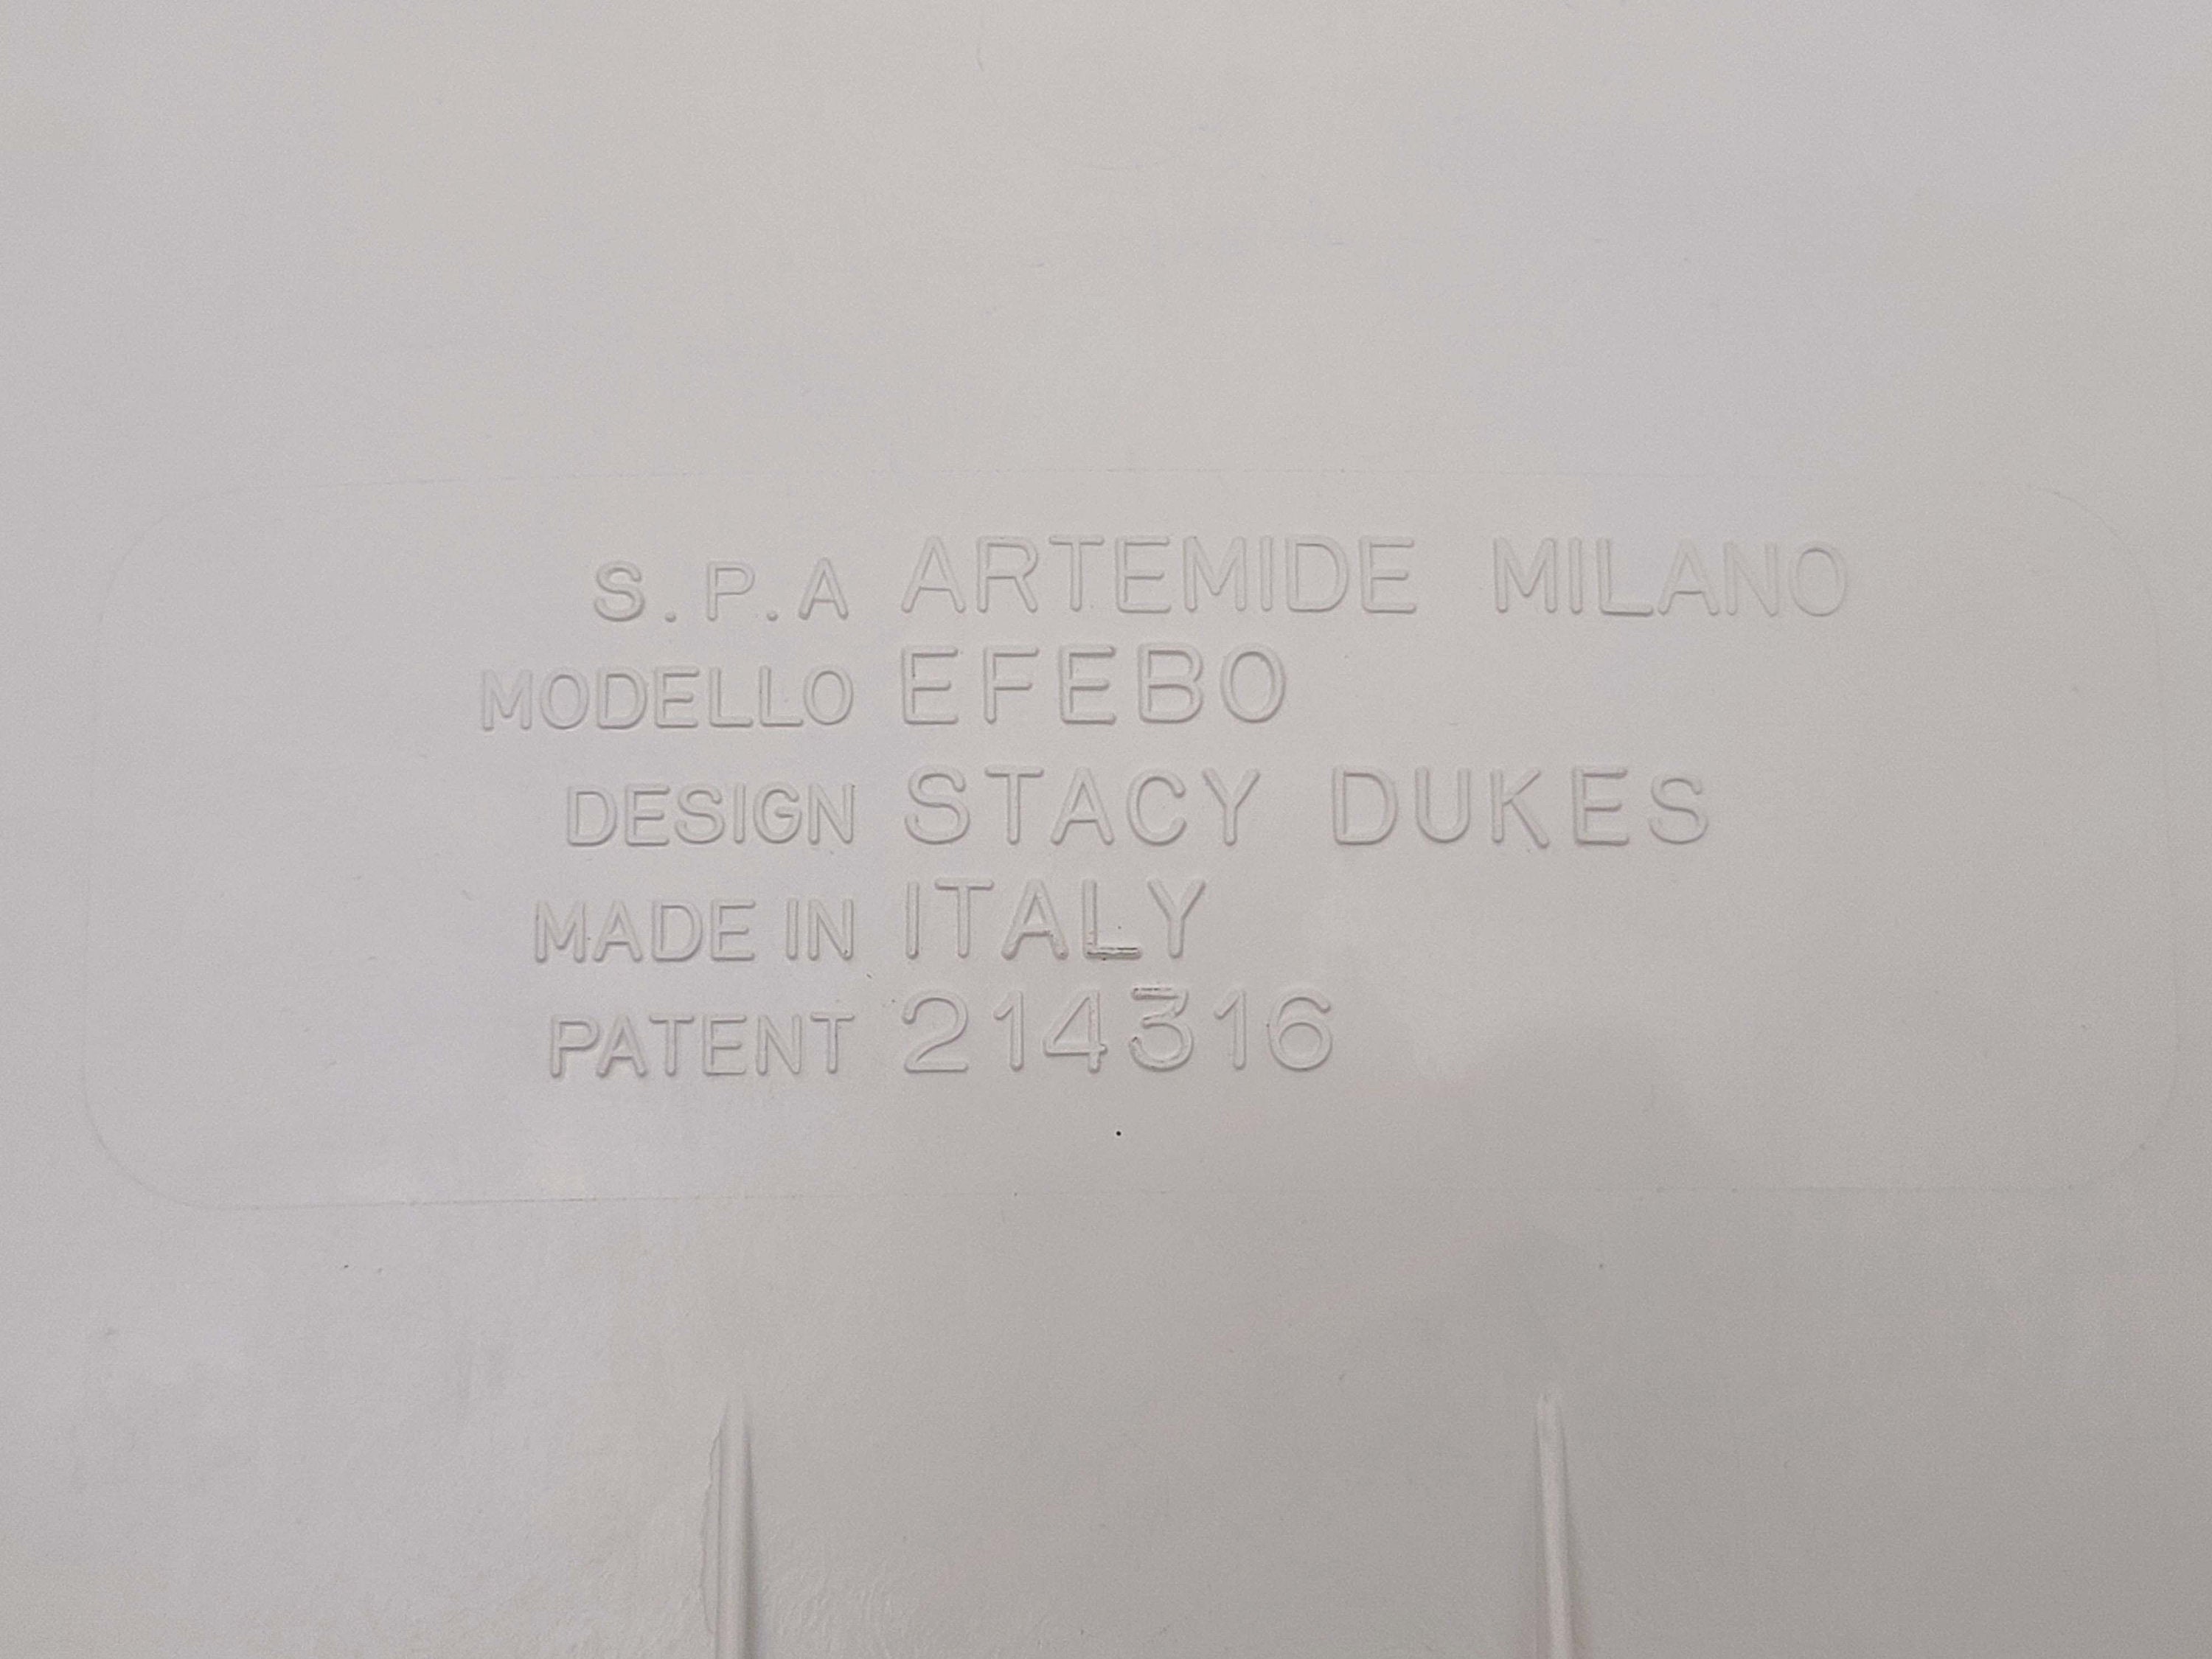 S.P.A ARTEMIDE MILANO
MODELLO EFEBO
DESIGN STACY DUKES
MADE IN ITALY
PATENT 214316